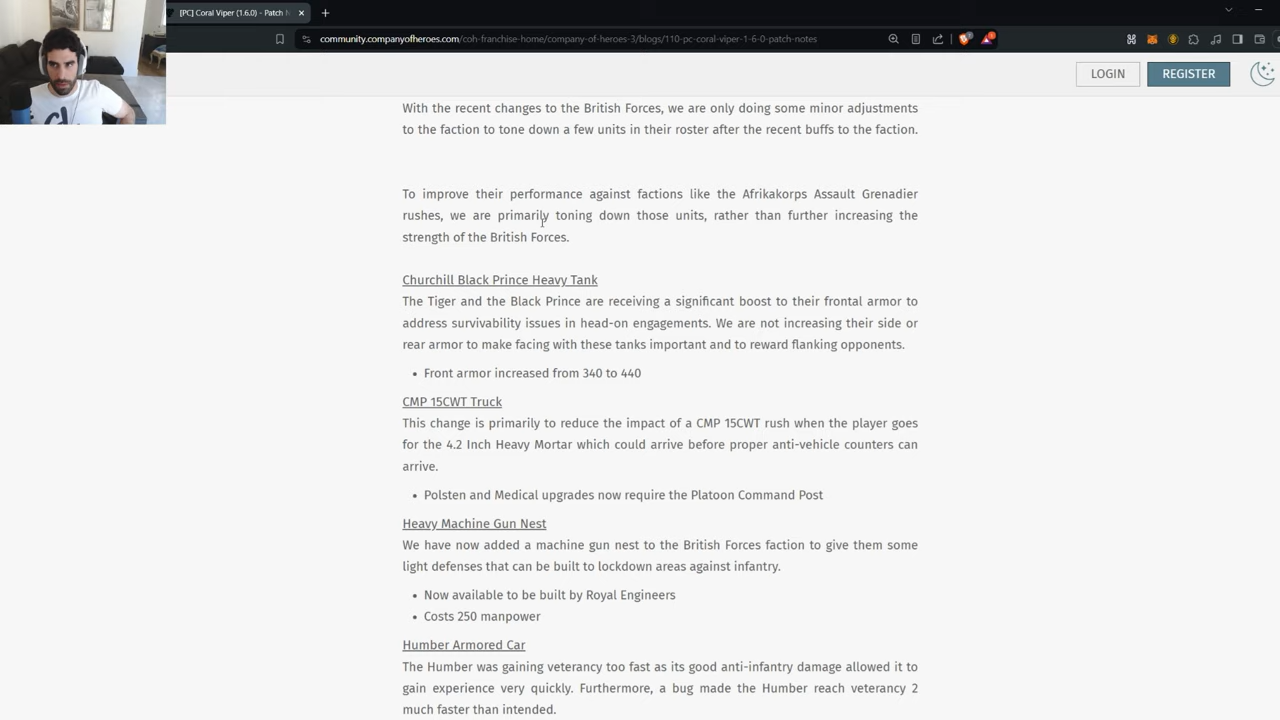 [PC] Coral Viper (1.6.0) - Patch N
community.companyofheroes.com/coh-franchise-home/company-of-heroes-3/blogs/110-pc-coral-viper-1-6-0-patch-notes
LOGIN
REGISTER
With the recent changes to the British Forces, we are only doing some minor adjustments
to the faction to tone down a few units in their roster after the recent buffs to the faction.
To improve their performance against factions like the Afrikakorps Assault Grenadier
rushes, we are primarily toning down those units, rather than further increasing the
strength of the British Forces.
Churchill Black Prince Heavy Tank
The Tiger and the Black Prince are receiving a significant boost to their frontal armor to
address survivability issues in head-on engagements. We are not increasing their side or
rear armor to make facing with these tanks important and to reward flanking opponents.
• Front armor increased from 340 to 440
CMP 15CWT Truck
This change is primarily to reduce the impact of a CMP 15CWT rush when the player goes
for the 4.2 Inch Heavy Mortar which could arrive before proper anti-vehicle counters can
arrive.
• Polsten and Medical upgrades now require the Platoon Command Post
Heavy Machine Gun Nest
We have now added a machine gun nest to the British Forces faction to give them some
light defenses that can be built to lockdown areas against infantry.
• Now available to be built by Royal Engineers
• Costs 250 manpower
Humber Armored Car
The Humber was gaining veterancy too fast as its good anti-infantry damage allowed it to
gain experience very quickly. Furthermore, a bug made the Humber reach veterancy 2
much faster than intended.